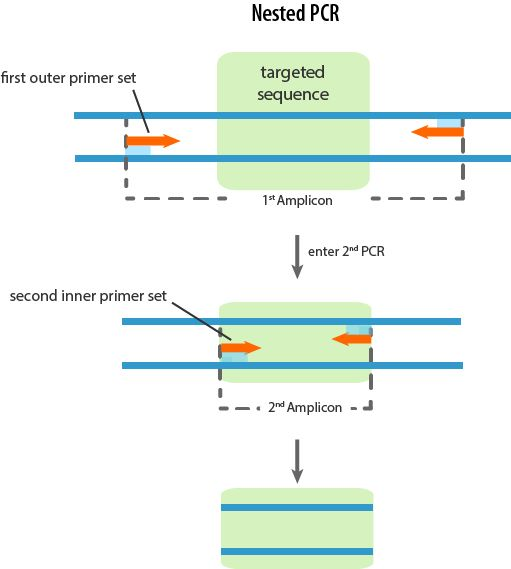 Nested PCR
targeted
sequence
first outer primer set
1st Amplicon
enter 2nd PCR
second inner primer set
2nd Amplicon